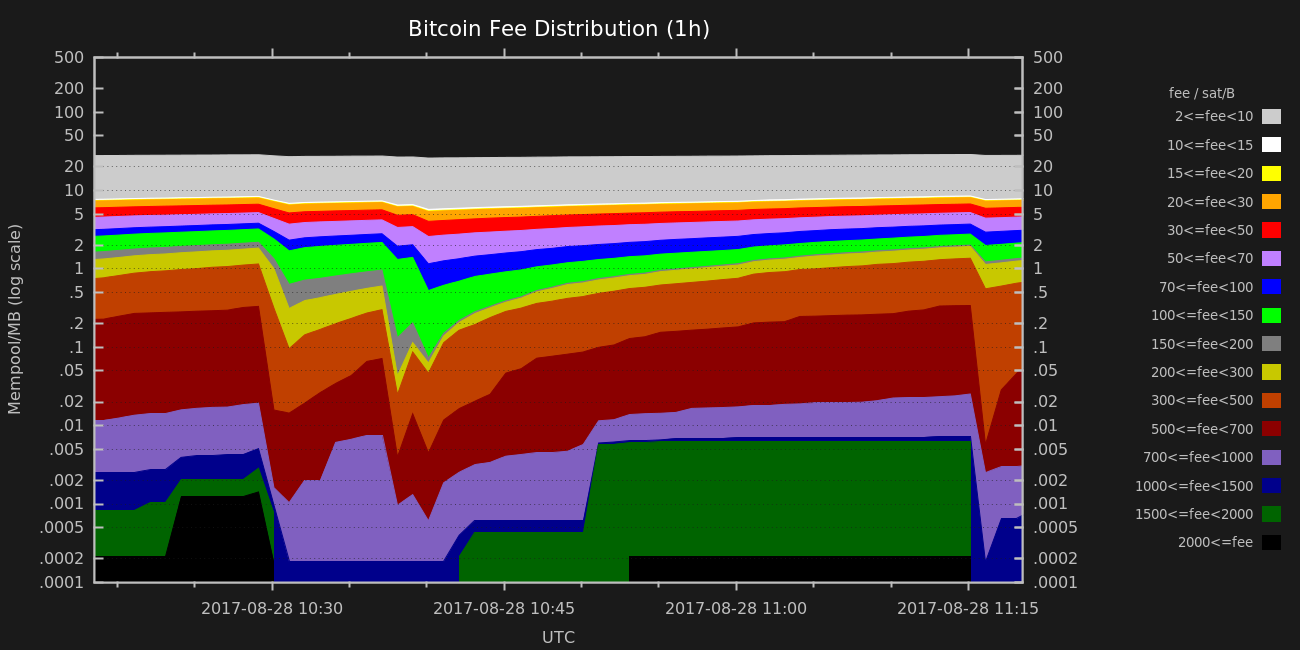 Bitcoin Fee Distribution (1h)
500
200
100
50
20
10
5
2
1
.5
.2
.1
.05
.02
.01
.005
.002
.001
.0005
.0002
.0001
Mempool/MB (log scale)
500
200
100
50
20
10
5
2
1
.5
.2
.1
.05
.02
.01
.005
.002
.001
.0005
.0002
.0001
2017-08-28 10:30
2017-08-28 10:45
2017-08-28 11:00
2017-08-28 11:15
UTC
fee / sat/B
2<=fee<10
10<=fee<15
15<=fee<20
20<=fee<30
30<=fee<50
50<=fee<70
70<=fee<100
100<=fee<150
150<=fee<200
200<=fee<300
300<=fee<500
500<=fee<700
700<=fee<1000
1000<=fee<1500
1500<=fee<2000
2000<=fee